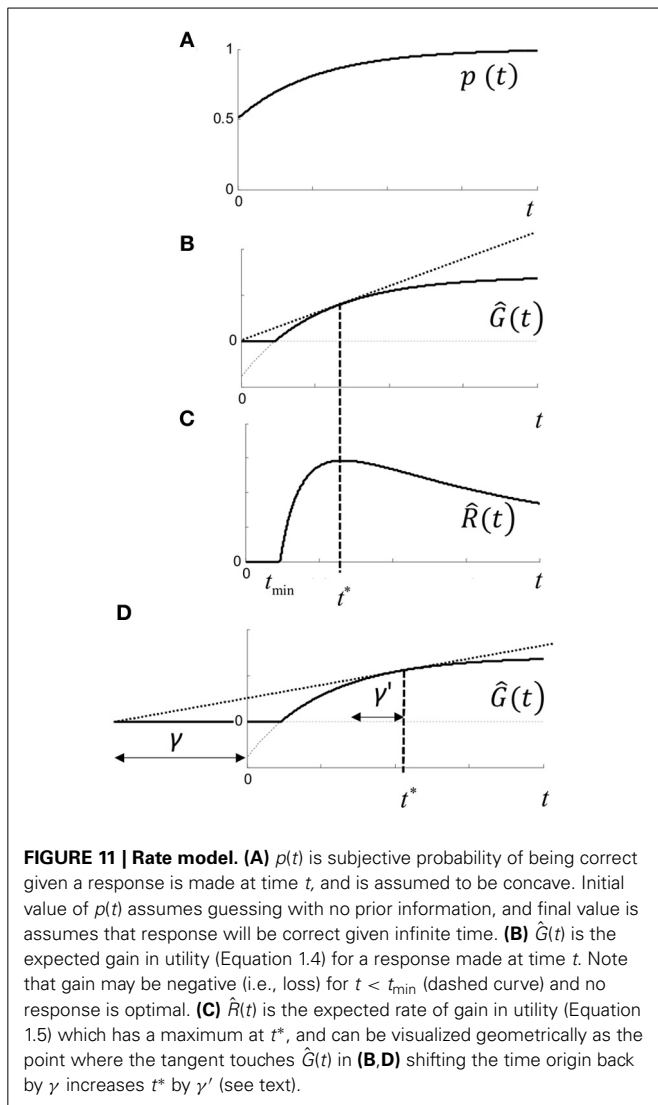 A
1
p (t)
0.5
0
0
t
B
Ĝ(t)
0
0
t
C
R̂(t)
0
0
t_min
t*
t
D
Ĝ(t)
γ'
0
γ
0
t*
t
FIGURE 11 | Rate model. (A) p(t) is subjective probability of being correct
given a response is made at time t, and is assumed to be concave. Initial
value of p(t) assumes guessing with no prior information, and final value is
assumes that response will be correct given infinite time. (B) Ĝ(t) is the
expected gain in utility (Equation 1.4) for a response made at time t. Note
that gain may be negative (i.e., loss) for t < t_min (dashed curve) and no
response is optimal. (C) R̂(t) is the expected rate of gain in utility (Equation
1.5) which has a maximum at t*, and can be visualized geometrically as the
point where the tangent touches Ĝ(t) in (B,D) shifting the time origin back
by γ increases t* by γ' (see text).